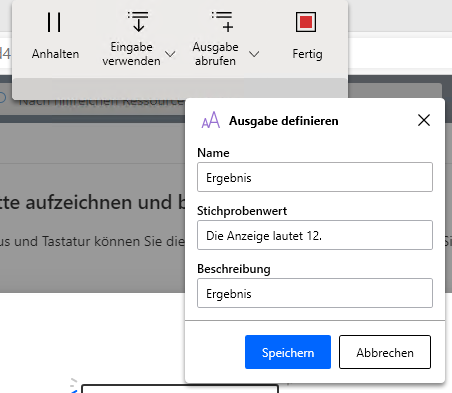 Anhalten
Eingabe verwenden
Ausgabe abrufen
Fertig
d4
Nach hilfreichen Ressource
Ausgabe definieren
Name
Ergebnis
Stichprobenwert
Die Anzeige lautet 12.
Beschreibung
Ergebnis
Speichern
Abbrechen
tte aufzeichnen und b
us und Tastatur können Sie die